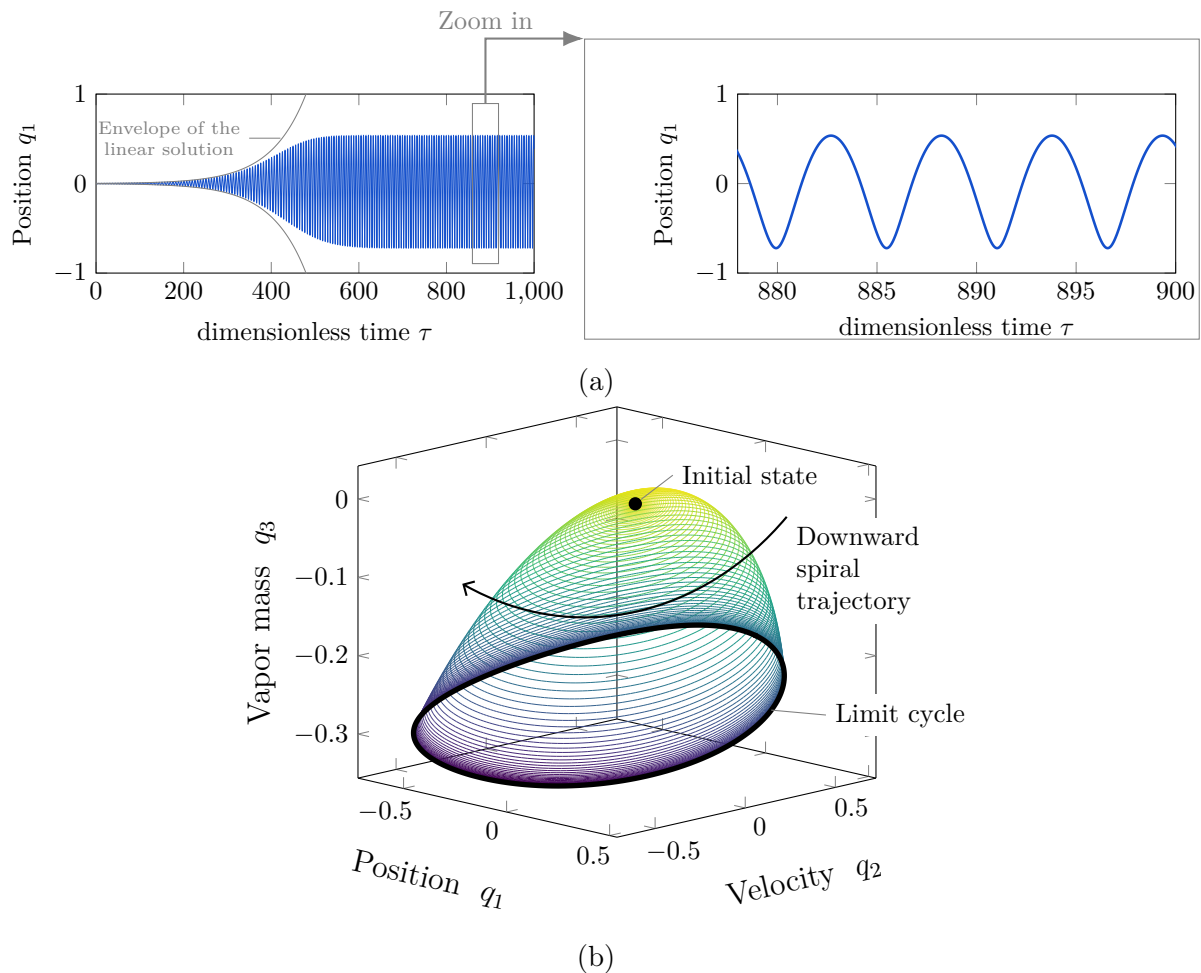 Zoom in
1
0
−1
Position q1
Envelope of the
linear solution
0
200
400
600
800
1,000
dimensionless time τ
1
0
−1
Position q1
880
885
890
895
900
dimensionless time τ
(a)
0
−0.1
−0.2
−0.3
Vapor mass q3
Initial state
Downward
spiral
trajectory
Limit cycle
−0.5
0
0.5
Position q1
−0.5
0
0.5
Velocity q2
(b)